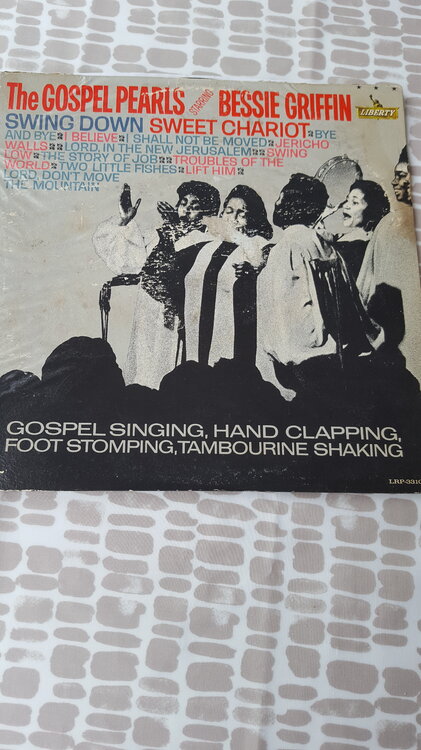 The GOSPEL PEARLS STARRING BESSIE GRIFFIN
LIBERTY
SWING DOWN SWEET CHARIOT BYE
AND BYE I BELIEVE I SHALL NOT BE MOVED JERICHO
WALLS LORD, IN THE NEW JERUSALEM SWING
LOW THE STORY OF JOB TROUBLES OF THE
WORLD TWO LITTLE FISHES LIFT HIM
LORD, DON'T MOVE
THE MOUNTAIN
GOSPEL SINGING, HAND CLAPPING,
FOOT STOMPING, TAMBOURINE SHAKING